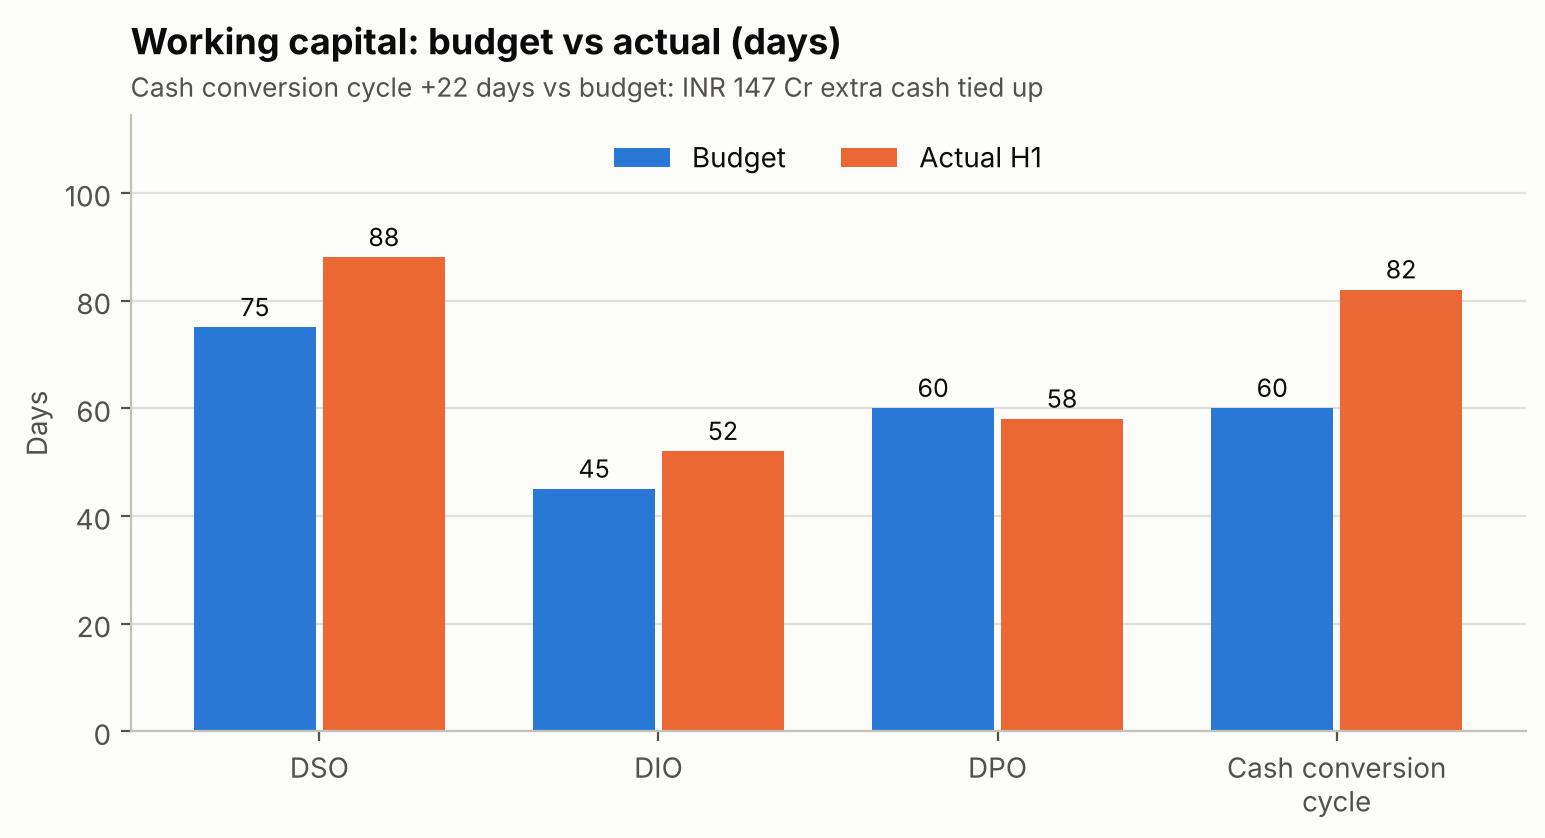 Working capital: budget vs actual (days)
Cash conversion cycle +22 days vs budget: INR 147 Cr extra cash tied up
Budget Actual H1
100
80
60
40
20
0
Days
75
88
45
52
60
58
60
82
DSO
DIO
DPO
Cash conversion
cycle